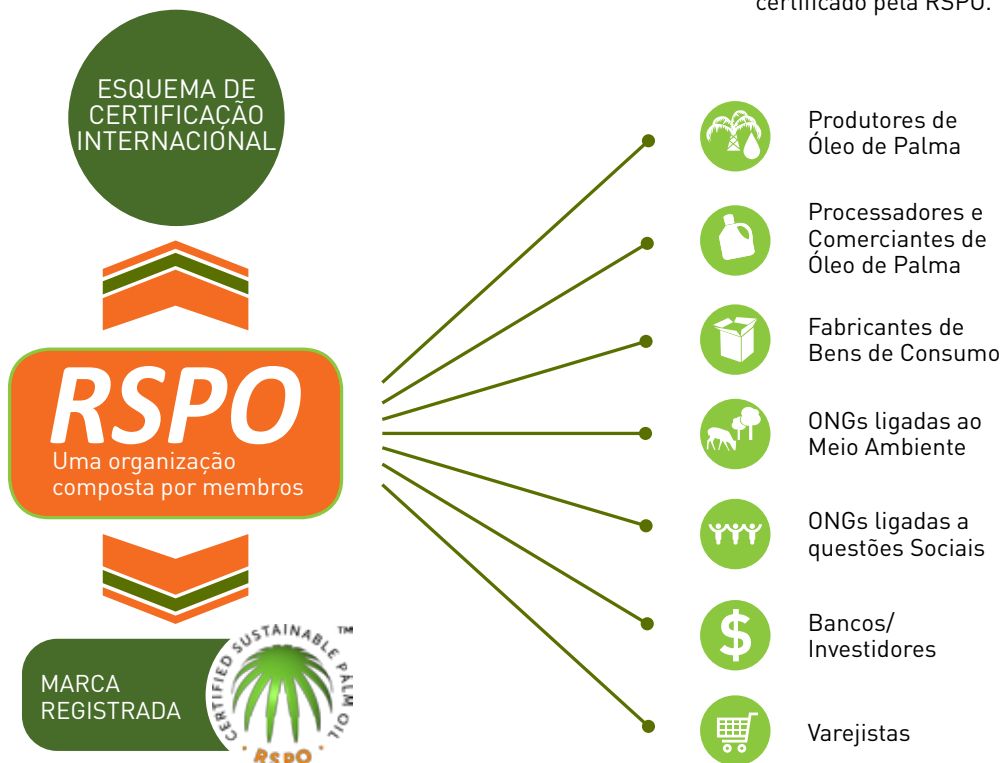 certificado pela RSPO.
ESQUEMA DE
CERTIFICAÇÃO
INTERNACIONAL
RSPO
Uma organização
composta por membros
MARCA
REGISTRADA
CERTIFIED SUSTAINABLE PALM OIL
TM
RSPO
Produtores de
Óleo de Palma
Processadores e
Comerciantes de
Óleo de Palma
Fabricantes de
Bens de Consumo
ONGs ligadas ao
Meio Ambiente
ONGs ligadas a
questões Sociais
$
Bancos/
Investidores
Varejistas